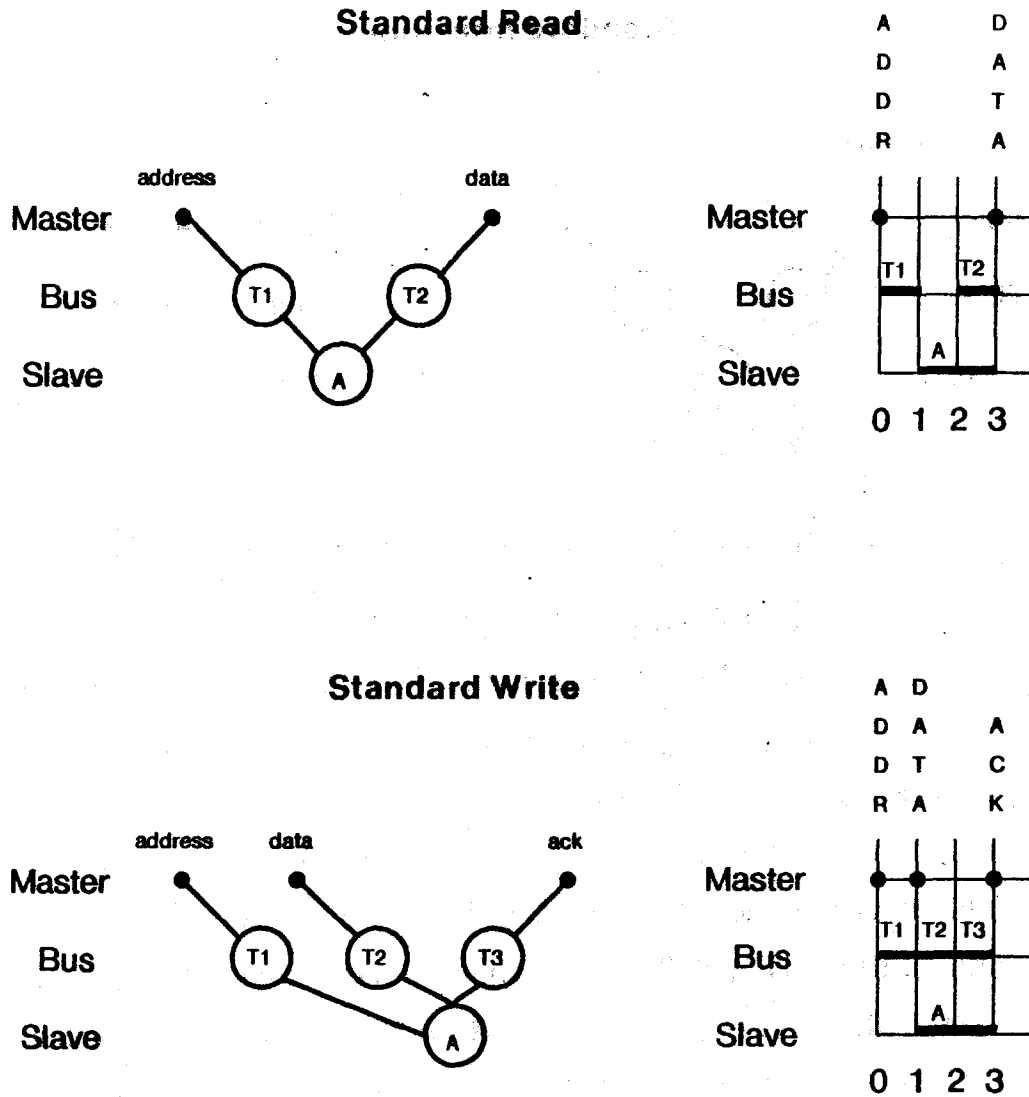 Standard Read
A D
D A
D T
R A
address data
Master Master
T1 T2 T1 T2
Bus Bus
A A
Slave Slave
0 1 2 3
Standard Write
A D
D A A
D T C
R A K
address data ack
Master Master
T1 T2 T3 T1 T2 T3
Bus Bus
A A
Slave Slave
0 1 2 3